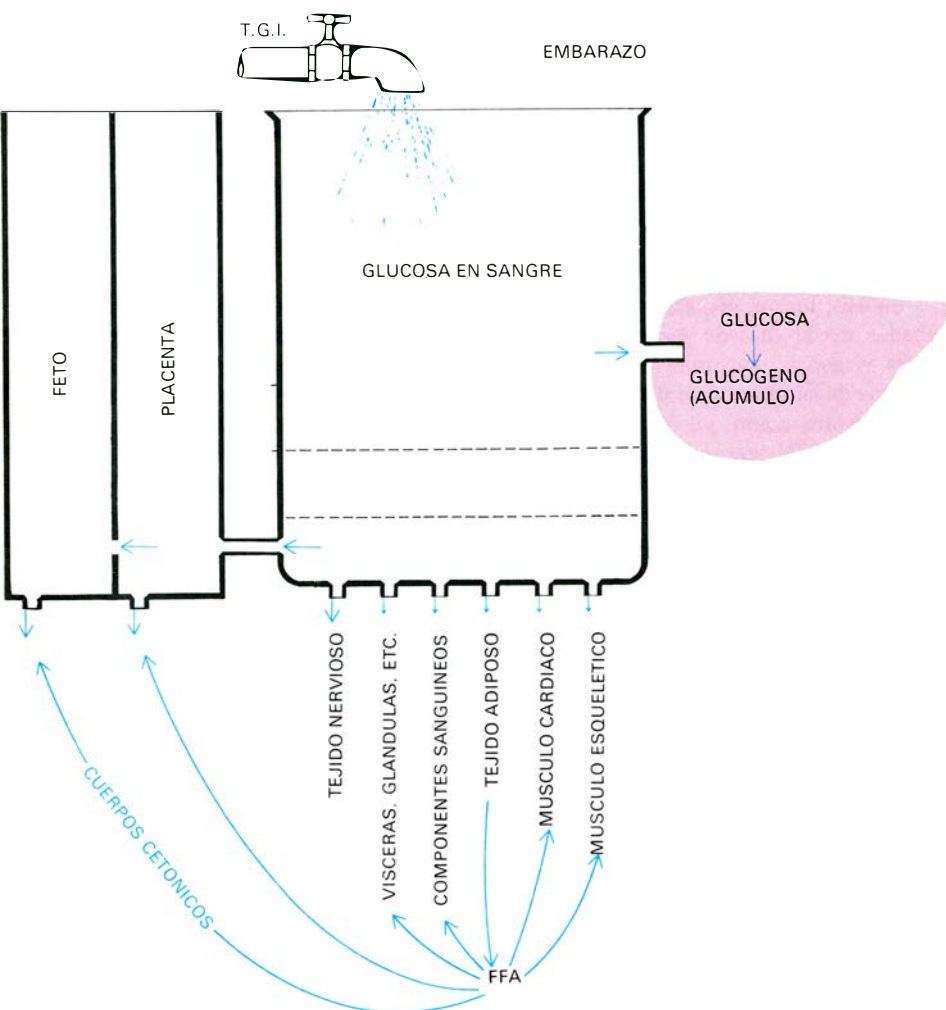 T.G.I.
EMBARAZO
GLUCOSA EN SANGRE
FETO
PLACENTA
GLUCOSA
GLUCOGENO
(ACUMULO)
TEJIDO NERVIOSO
VISCERAS, GLANDULAS, ETC.
COMPONENTES SANGUINEOS
TEJIDO ADIPOSO
MUSCULO CARDIACO
MUSCULO ESQUELETICO
CUERPOS CETONICOS
FFA